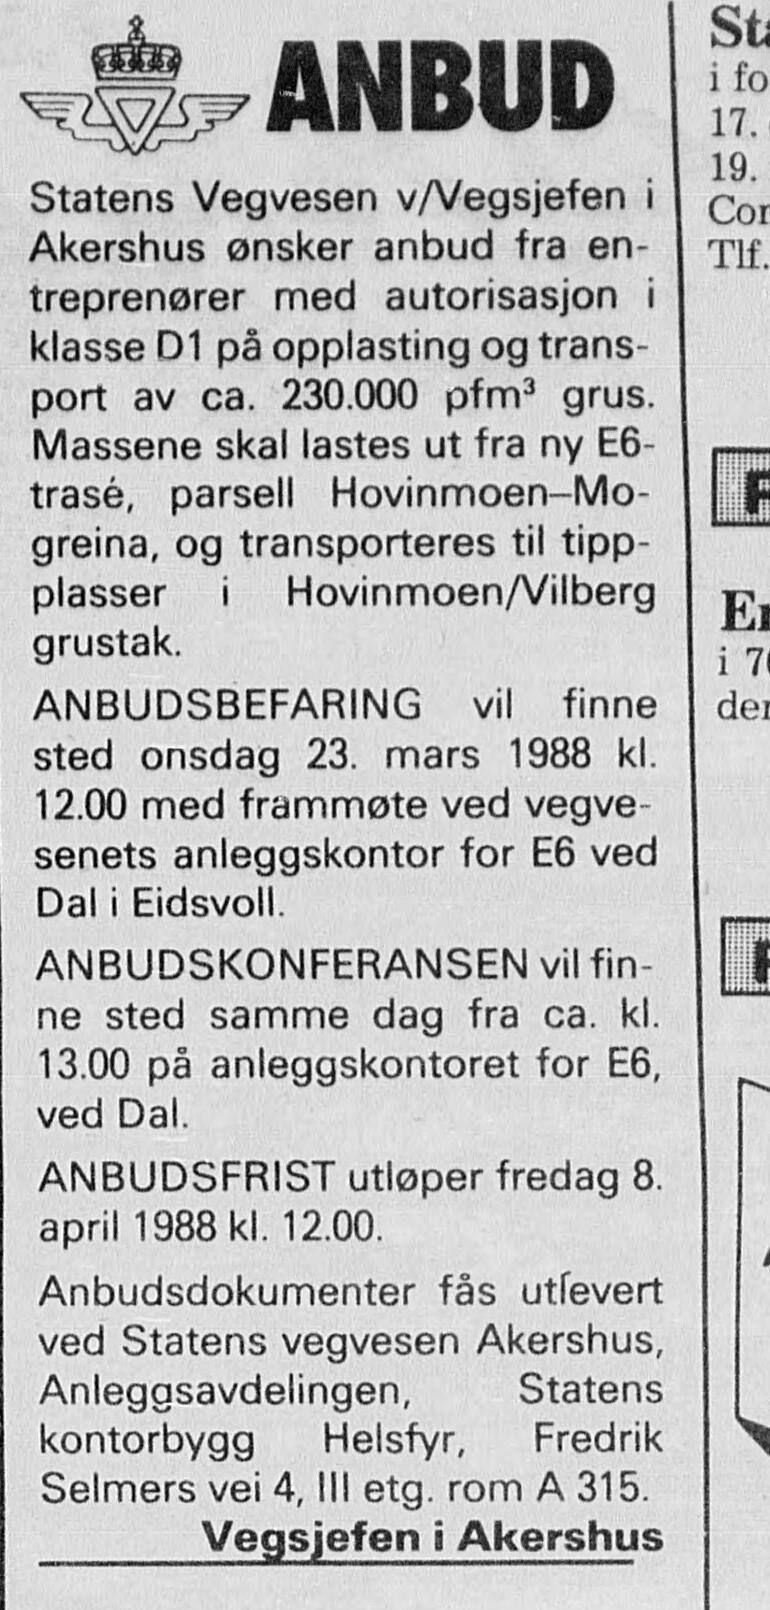 ANBUD
Statens Vegvesen v/Vegsjefen i
Akershus ønsker anbud fra en-
treprenører med autorisasjon i
klasse D1 på opplasting og trans-
port av ca. 230.000 pfm³ grus.
Massene skal lastes ut fra ny E6-
trasé, parsell Hovinmoen–Mo-
greina, og transporteres til tipp-
plasser i Hovinmoen/Vilberg
grustak.
ANBUDSBEFARING vil finne
sted onsdag 23. mars 1988 kl.
12.00 med frammøte ved vegve-
senets anleggskontor for E6 ved
Dal i Eidsvoll.
ANBUDSKONFERANSEN vil fin-
ne sted samme dag fra ca. kl.
13.00 på anleggskontoret for E6,
ved Dal.
ANBUDSFRIST utløper fredag 8.
april 1988 kl. 12.00.
Anbudsdokumenter fås utlevert
ved Statens vegvesen Akershus,
Anleggsavdelingen, Statens
kontorbygg Helsfyr, Fredrik
Selmers vei 4, III etg. rom A 315.
Vegsjefen i Akershus
i fo
17.
19.
Tlf.
i 70